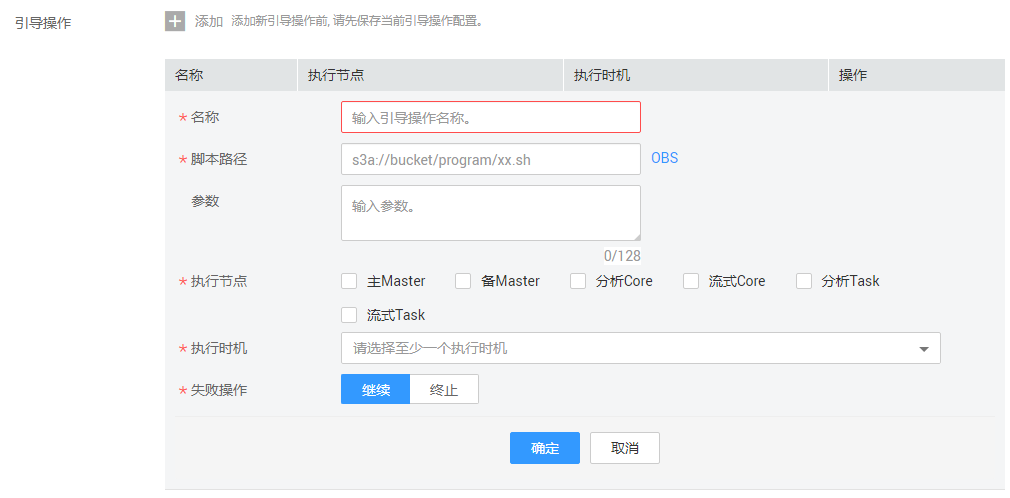 引导操作 添加 添加新引导操作前,请先保存当前引导操作配置。
名称 执行节点 执行时机 操作
* 名称 输入引导操作名称。
* 脚本路径 s3a://bucket/program/xx.sh OBS
参数 输入参数。
0/128
* 执行节点 主Master 备Master 分析Core 流式Core 分析Task
流式Task
* 执行时机 请选择至少一个执行时机
* 失败操作 继续 终止
确定 取消